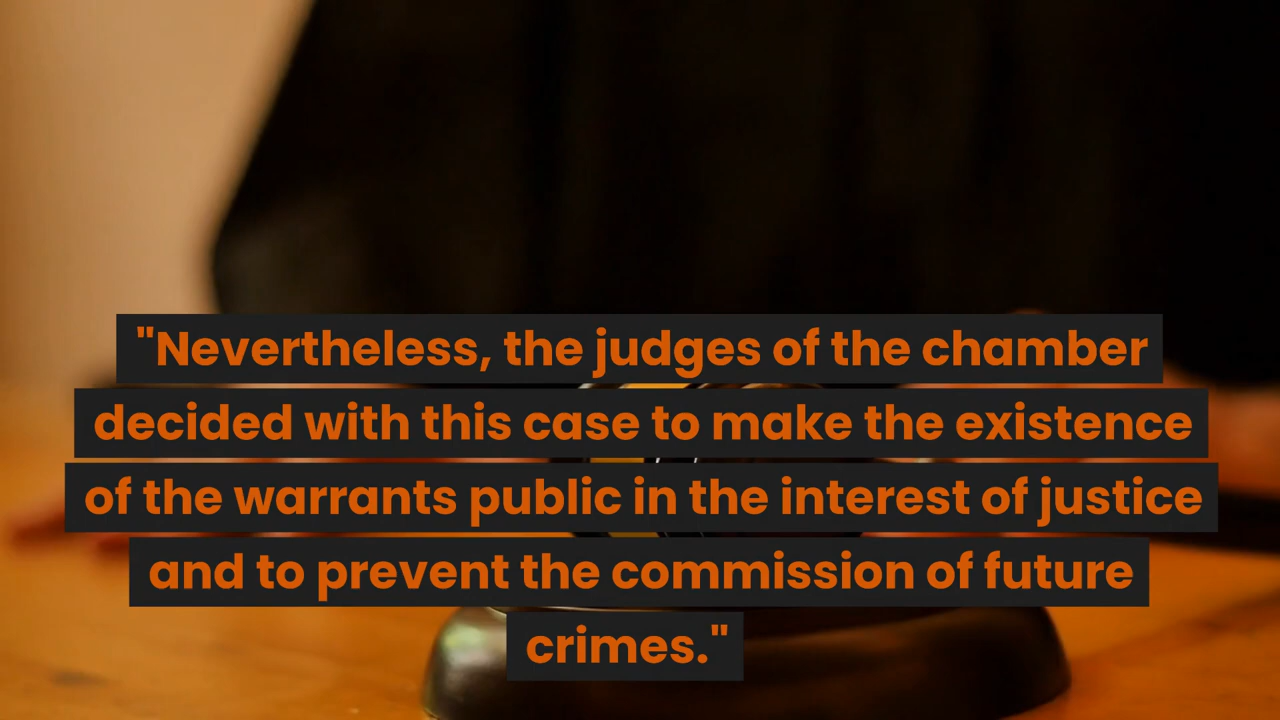 "Nevertheless, the judges of the chamber
decided with this case to make the existence
of the warrants public in the interest of justice
and to prevent the commission of future
crimes."